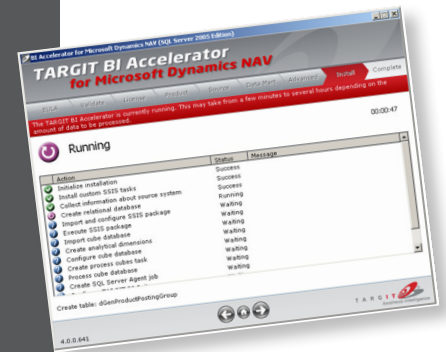 BI Accelerator for Microsoft Dynamics NAV (SQL Server 2005 Edition)
TARGIT BI Accelerator
for Microsoft Dynamics NAV
EULA Validate License Product Source Data Mart Advanced Install Complete
The TARGIT BI Accelerator is currently running. This may take from a few minutes to several hours depending on the
amount of data to be processed.
00:00:47
Running
Action Status Message
Initialize installation Success
Install custom SSIS tasks Success
Collect information about source system Success
Create relational database Running
Import and configure SSIS package Waiting
Execute SSIS package Waiting
Import cube database Waiting
Create analytical dimensions Waiting
Configure cube database Waiting
Create process cubes task Waiting
Process cube database Waiting
Create SQL Server Agent job Waiting
Create table: dGenProductPostingGroup
4.0.0.641
TARGIT